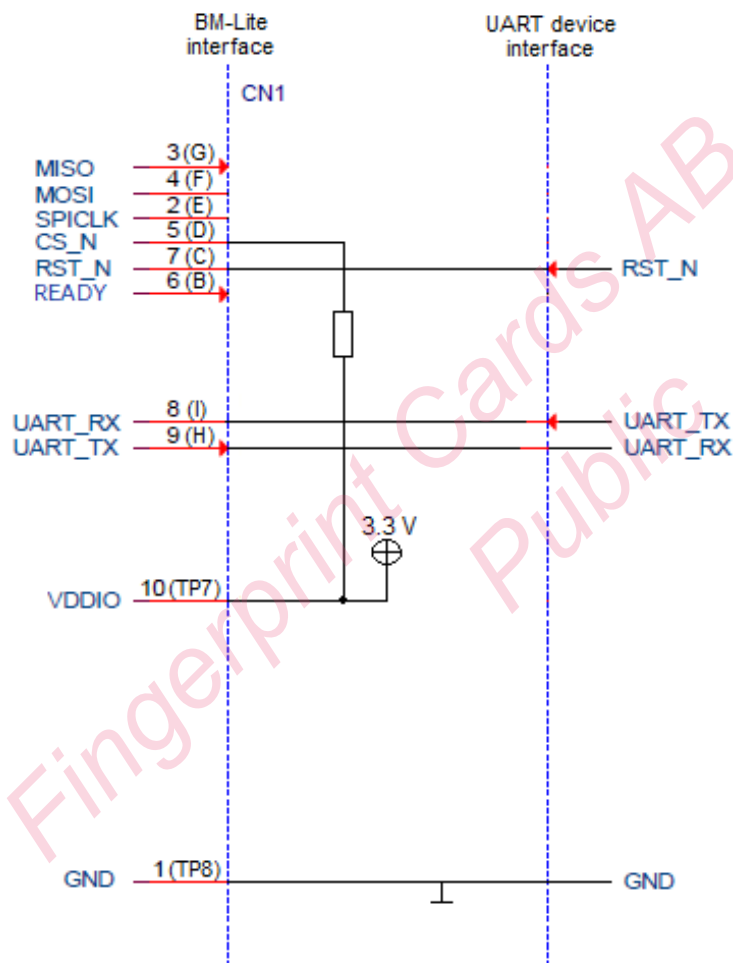 BM-Lite
interface
UART device
interface
CN1
MISO 3 (G)
MOSI 4 (F)
SPICLK 2 (E)
CS_N 5 (D)
RST_N 7 (C) RST_N
READY 6 (B)
UART_RX 8 (I) UART_TX
UART_TX 9 (H) UART_RX
3.3 V
VDDIO 10 (TP7)
GND 1 (TP8) GND
Fingerprint Cards AB
Public